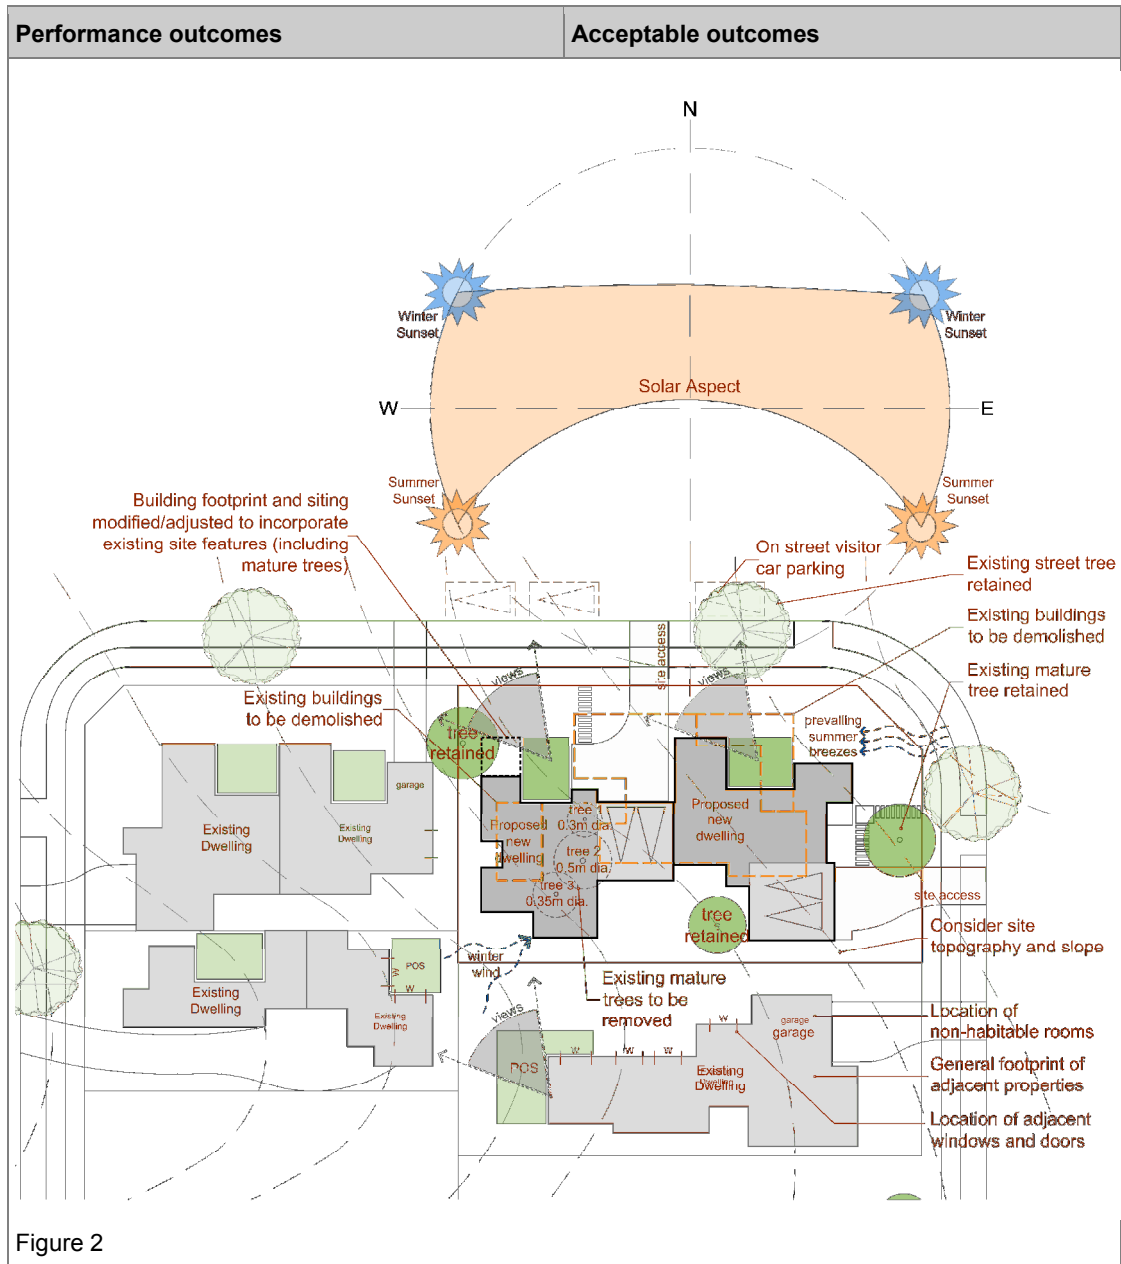 Performance outcomes
Acceptable outcomes
N
Winter
Sunset
Winter
Sunset
Solar Aspect
W
E
Summer
Sunset
Summer
Sunset
Building footprint and siting
modified/adjusted to incorporate
existing site features (including
mature trees)
On street visitor
car parking
Existing street tree
retained
Existing buildings
to be demolished
Existing mature
tree retained
site access
views
views
Existing buildings
to be demolished
tree
retained
prevailing
summer
breezes
garage
Existing
Dwelling
Existing
Dwelling
Proposed
new
dwelling
tree 1
0.3m dia.
tree 2
0.5m dia.
tree 3
0.35m dia.
Proposed
new
dwelling
tree
retained
site access
Consider site
topography and slope
winter
wind
POS
W
W
Existing
Dwelling
Existing
Dwelling
Existing mature
trees to be
removed
views
POS
W
W
W
W
garage
garage
Existing
Dwelling
Dwelling
Location of
non-habitable rooms
General footprint of
adjacent properties
Location of adjacent
windows and doors
Figure 2